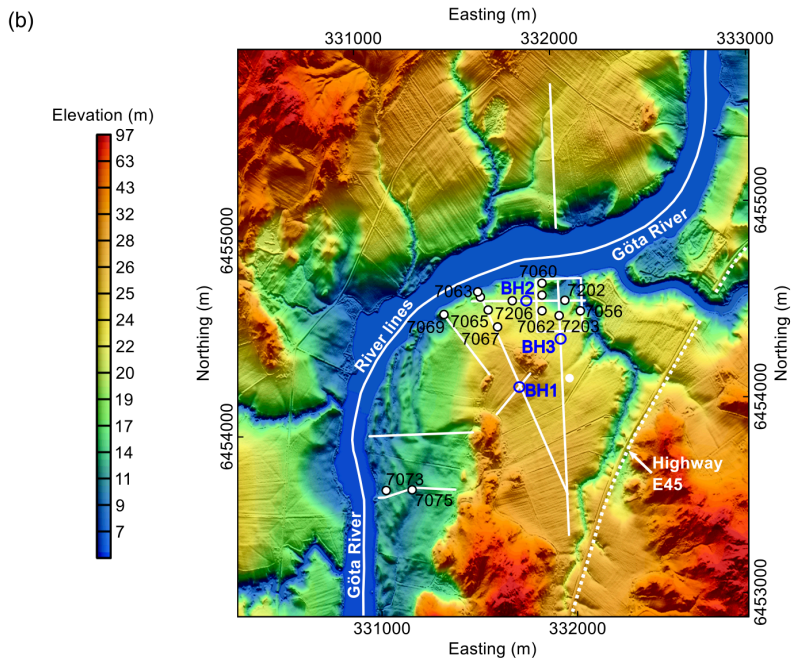 (b)
Easting (m)
331000
332000
333000
Elevation (m)
97
63
43
32
28
26
25
24
22
20
19
17
14
11
9
7
Northing (m)
6455000
6454000
6455000
6454000
6453000
Northing (m)
Göta River
River lines
Göta River
7060
7063
BH2
7202
7069
7065
7206
7056
7067
7062
7203
BH3
BH1
7073
7075
Highway
E45
331000
332000
Easting (m)